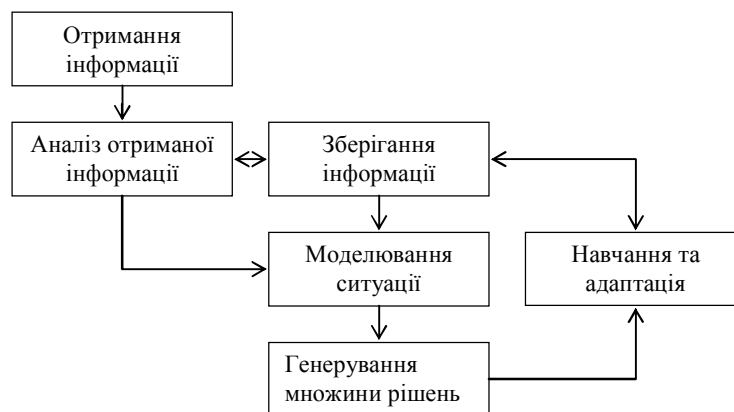 Отримання
інформації
Аналіз отриманої
інформації
Зберігання
інформації
Моделювання
ситуації
Навчання та
адаптація
Генерування
множини рішень